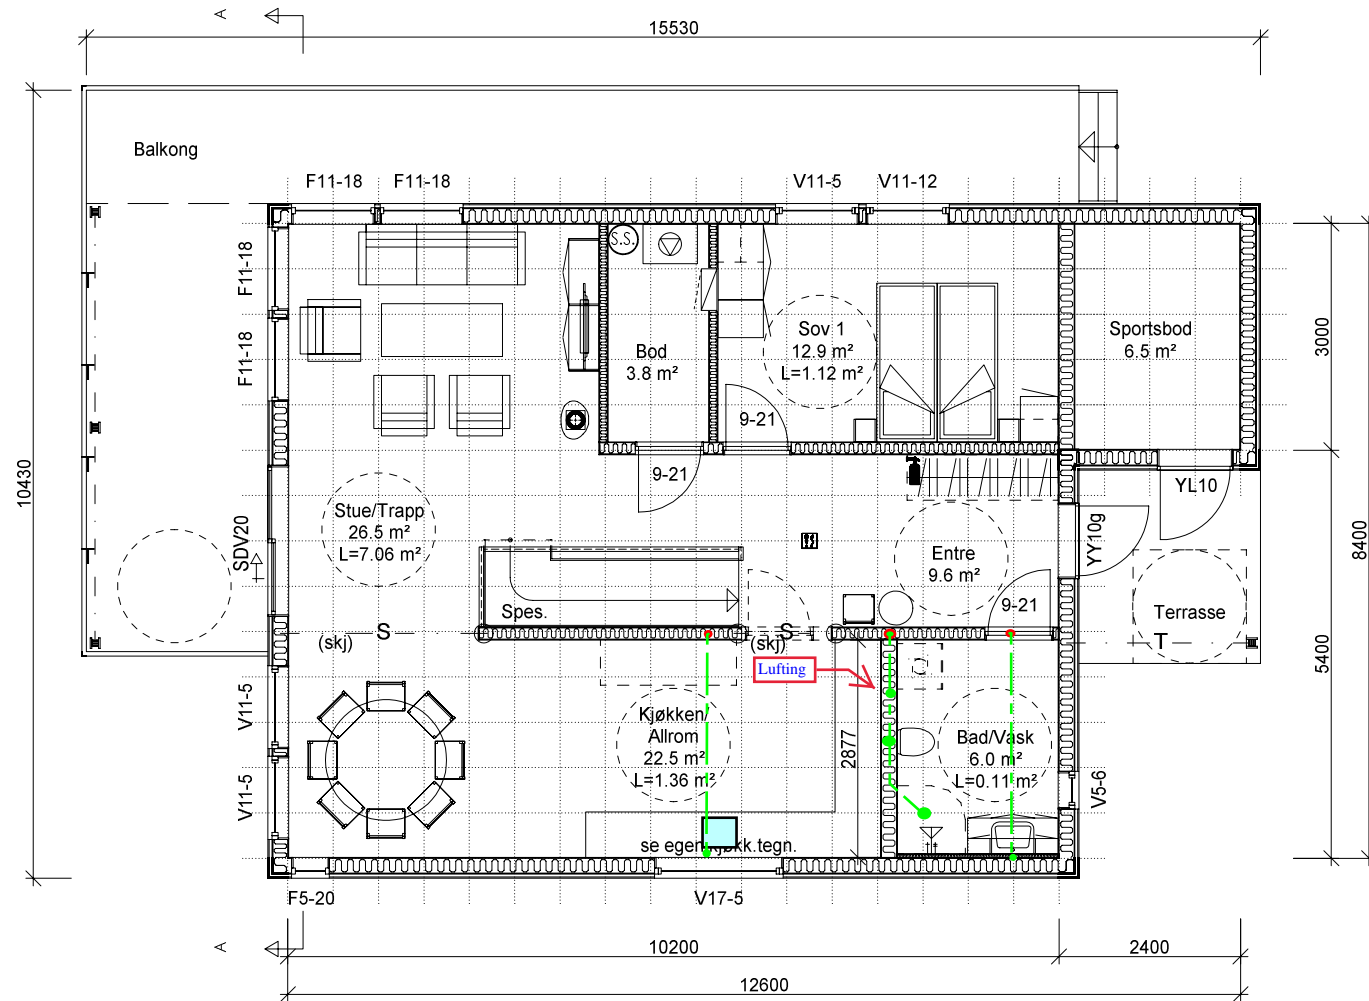 A
15530
Balkong
F11-18
F11-18
V11-5
V11-12
F11-18
S.S.
Sov 1
12.9 m²
L=1.12 m²
Sportsbod
6.5 m²
3000
F11-18
Bod
3.8 m²
9-21
9-21
10430
YL10
Stue/Trapp
26.5 m²
L=7.06 m²
SDV20
YY10g
8400
Entre
9.6 m²
Spes.
9-21
Terrasse
S
(skj)
S
(skj)
T
5400
Lufting
V11-5
Kjøkken/
Allrom
22.5 m²
L=1.36 m²
2877
Bad/Vask
6.0 m²
L=0.11 m²
V11-5
V5-6
se egen kjøkk.tegn.
F5-20
V17-5
A
10200
2400
12600